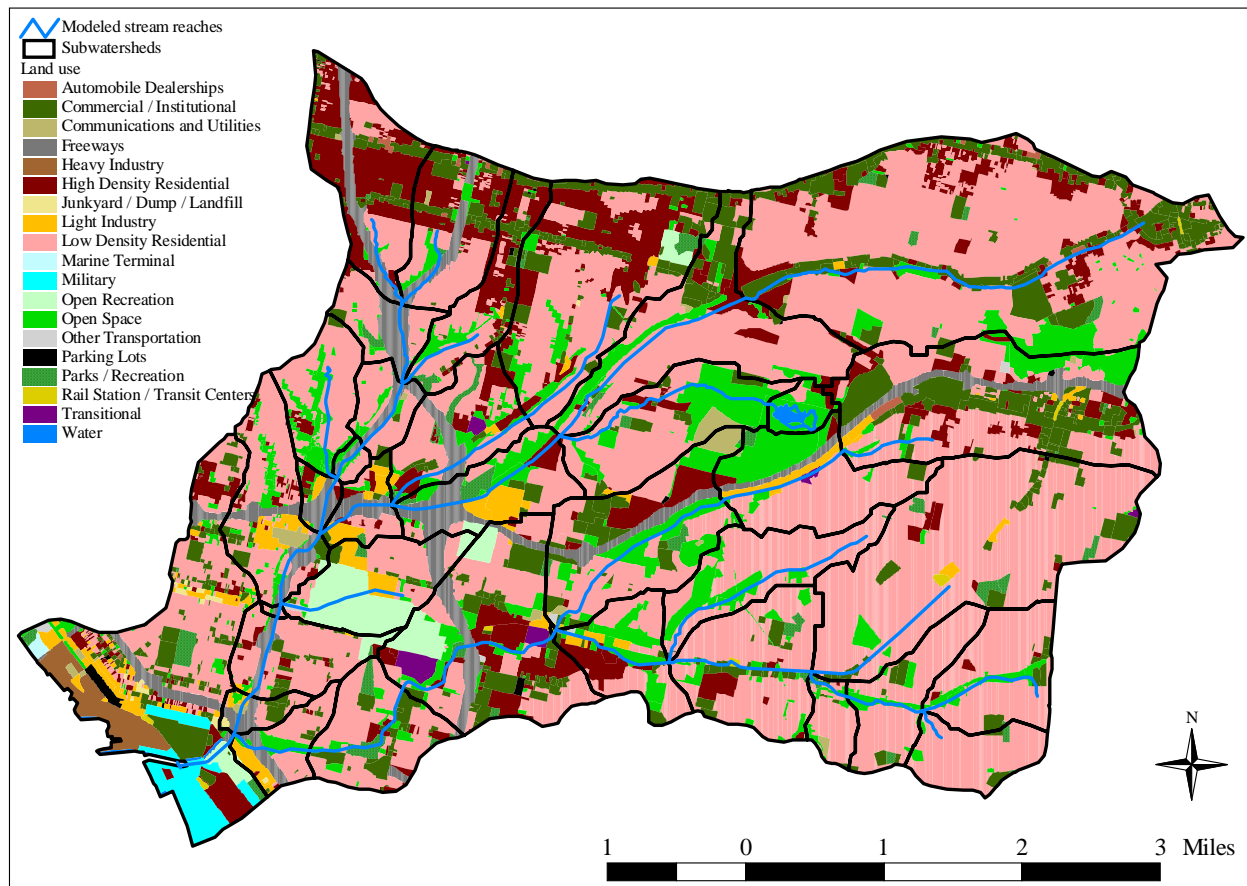 Modeled stream reaches
Subwatersheds
Land use
Automobile Dealerships
Commercial / Institutional
Communications and Utilities
Freeways
Heavy Industry
High Density Residential
Junkyard / Dump / Landfill
Light Industry
Low Density Residential
Marine Terminal
Military
Open Recreation
Open Space
Other Transportation
Parking Lots
Parks / Recreation
Rail Station / Transit Centers
Transitional
Water
N
1 0 1 2 3 Miles